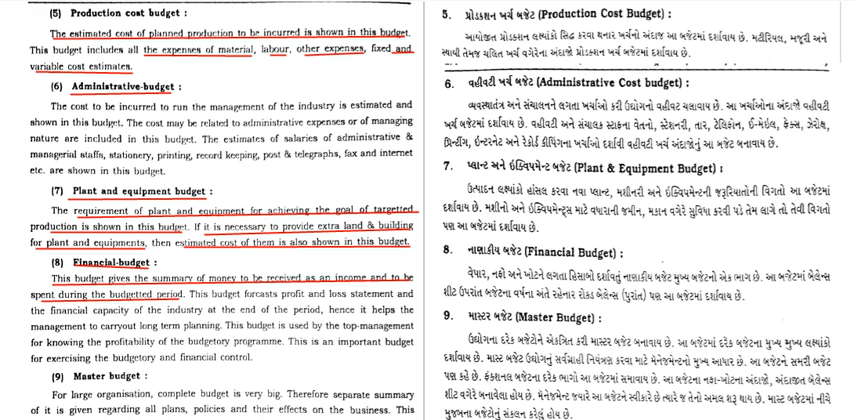 (5) Production cost budget :
The estimated cost of planned production to be incurred is shown in this budget.
This budget includes all the expenses of material, labour, other expenses, fixed and
variable cost estimates.
(6) Administrative-budget :
The cost to be incurred to run the management of the industry is estimated and
shown in this budget. The cost may be related to administrative expenses or of managing
nature are included in this budget. The estimates of salaries of administrative &
managerial staffs, stationery, printing, record keeping, post & telegraphs, fax and internet
etc. are shown in this budget.
(7) Plant and equipment budget :
The requirement of plant and equipment for achieving the goal of targetted
production is shown in this budget. If it is necessary to provide extra land & building
for plant and equipments, then estimated cost of them is also shown in this budget.
(8) Financial-budget :
This budget gives the summary of money to be received as an income and to be
spent during the budgetted period. This budget forcasts profit and loss statement and
the financial capacity of the industry at the end of the period, hence it helps the
management to carryout long term planning. This budget is used by the top-management
for knowing the profitability of the budgetory programme. This is an important budget
for exercising the budgetory and financial control.
(9) Master budget :
For large organisation, complete budget is very big. Therefore separate summary
of it is given regarding all plans, policies and their effects on the business. This
5. પ્રોડક્શન ખર્ચ બજેટ (Production Cost Budget) :
આયોજીત પ્રોડક્શન લક્ષ્યાંકો સિદ્ધ કરવા થનાર ખર્ચનો અંદાજ આ બજેટમાં દર્શાવાય છે. મટીરિયલ, મજૂરી અને
સ્થાયી તેમજ ચલિત ખર્ચ વગેરેના અંદાજો પ્રોડક્શન ખર્ચ બજેટમાં દર્શાવાય છે.
6. વહીવટી ખર્ચ બજેટ (Administrative Cost budget) :
વ્યવસ્થાતંત્ર અને સંચાલનને લગતા ખર્ચાઓ કરી ઉદ્યોગનો વહીવટ ચલાવાય છે. આ ખર્ચાઓના અંદાજો વહીવટી
ખર્ચ બજેટમાં દર્શાવાય છે. વહીવટી અને સંચાલક સ્ટાફના વેતનો, સ્ટેશનરી, તાર, ટેલિફોન, ઈ-મેઇલ, ફેક્સ, ઝેરોક્ષ,
પ્રિન્ટીંગ, ઈન્ટરનેટ અને રેકોર્ડ કીપિંગના ખર્ચાઓ દર્શાવી વહીવટી ખર્ચ અંદાજોનું આ બજેટ બનાવાય છે.
7. પ્લાન્ટ અને ઇક્વિપમેન્ટ બજેટ (Plant & Equipment Budget) :
ઉત્પાદન લક્ષ્યાંકો હાંસલ કરવા નવા પ્લાન્ટ, મશીનરી અને ઇક્વિપમેન્ટની જરૂરિયાતોની વિગતો આ બજેટમાં
દર્શાવાય છે. મશીનો અને ઇક્વિપમેન્ટ્સ માટે વધારાની જમીન, મકાન વગેરે સુવિધા કરવી પડે તેમ લાગે તો તેવી વિગતો
પણ આ બજેટમાં દર્શાવાય છે.
8. નાણાકીય બજેટ (Financial Budget) :
વેપાર, નફો અને ખોટને લગતા હિસાબો દર્શાવતું નાણાકીય બજેટ મુખ્ય બજેટનો એક ભાગ છે. આ બજેટમાં બેલેન્સ
શીટ ઉપરાંત બજેટના વર્ષના અંતે રહેનાર રોકડ બેલેન્સ (પુરાંત) પણ આ બજેટમાં દર્શાવાય છે.
9. માસ્ટર બજેટ (Master Budget) :
ઉદ્યોગના દરેક બજેટોને એકત્રિત કરી માસ્ટર બજેટ બનાવાય છે. આ બજેટમાં દરેક બજેટના મુખ્ય મુખ્ય લક્ષ્યાંકો
દર્શાવાય છે. માસ્ટ બજેટ ઉદ્યોગનું સર્વગ્રાહી નિયંત્રણ કરવા માટે મેનેજમેન્ટનો મુખ્ય આધાર છે. આ બજેટને સમરી બજેટ
પણ કહે છે. ફંક્શનલ બજેટના દરેક ભાગો આ બજેટમાં સમાવાય છે. આ બજેટના નફા-ખોટના અંદાજો, અંદાજીત બેલેન્સ
શીટ વગેરે બનાવેલા હોય છે. મેનેજમેન્ટ જ્યારે આ બજેટને સ્વીકારે છે ત્યારે જ તેનો અમલ શરૂ થાય છે. માસ્ટ બજેટમાં નીચે
મુજબના બજેટોનું સંકલન કરેલું હોય છે.